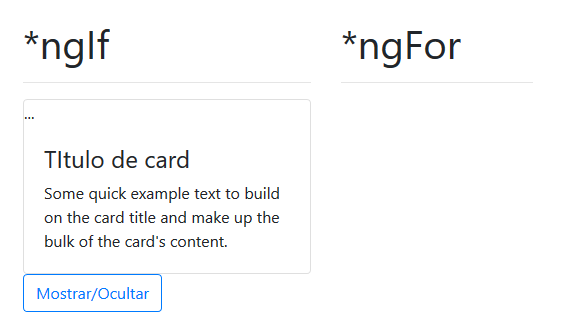 *ngIf
*ngFor
...
TItulo de card
Some quick example text to build
on the card title and make up the
bulk of the card's content.
Mostrar/Ocultar